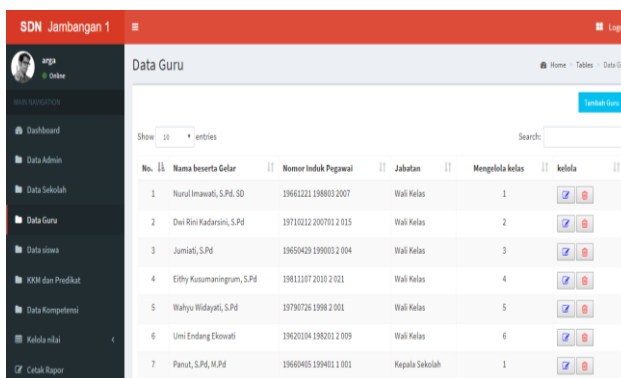 SDN Jambangan 1
arga
Online
MAIN NAVIGATION
Dashboard
Data Admin
Data Sekolah
Data Guru
Data siswa
KKM dan Predikat
Data Kompetensi
Kelola nilai
Cetak Rapor
Data Guru
Home > Tables > Data G
Tambah Guru
Show 10 entries
Search:
No. Nama beserta Gelar Nomor Induk Pegawai Jabatan Mengelola kelas kelola
1 Nurul Imawati, S.Pd. SD 19661221 198803 2007 Wali Kelas 1
2 Dwi Rini Kadarsini, S.Pd 19710212 200701 2 015 Wali Kelas 2
3 Jumiati, S.Pd 19650429 199003 2 004 Wali Kelas 3
4 Eithy Kusumaningrum, S.Pd 19811107 2010 2 021 Wali Kelas 4
5 Wahyu Widayati, S.Pd 19790726 1998 2 001 Wali Kelas 5
6 Umi Endang Ekowati 19620104 198201 2 009 Wali Kelas 6
7 Panut, S.Pd, M.Pd 19660405 199401 1 001 Kepala Sekolah 1